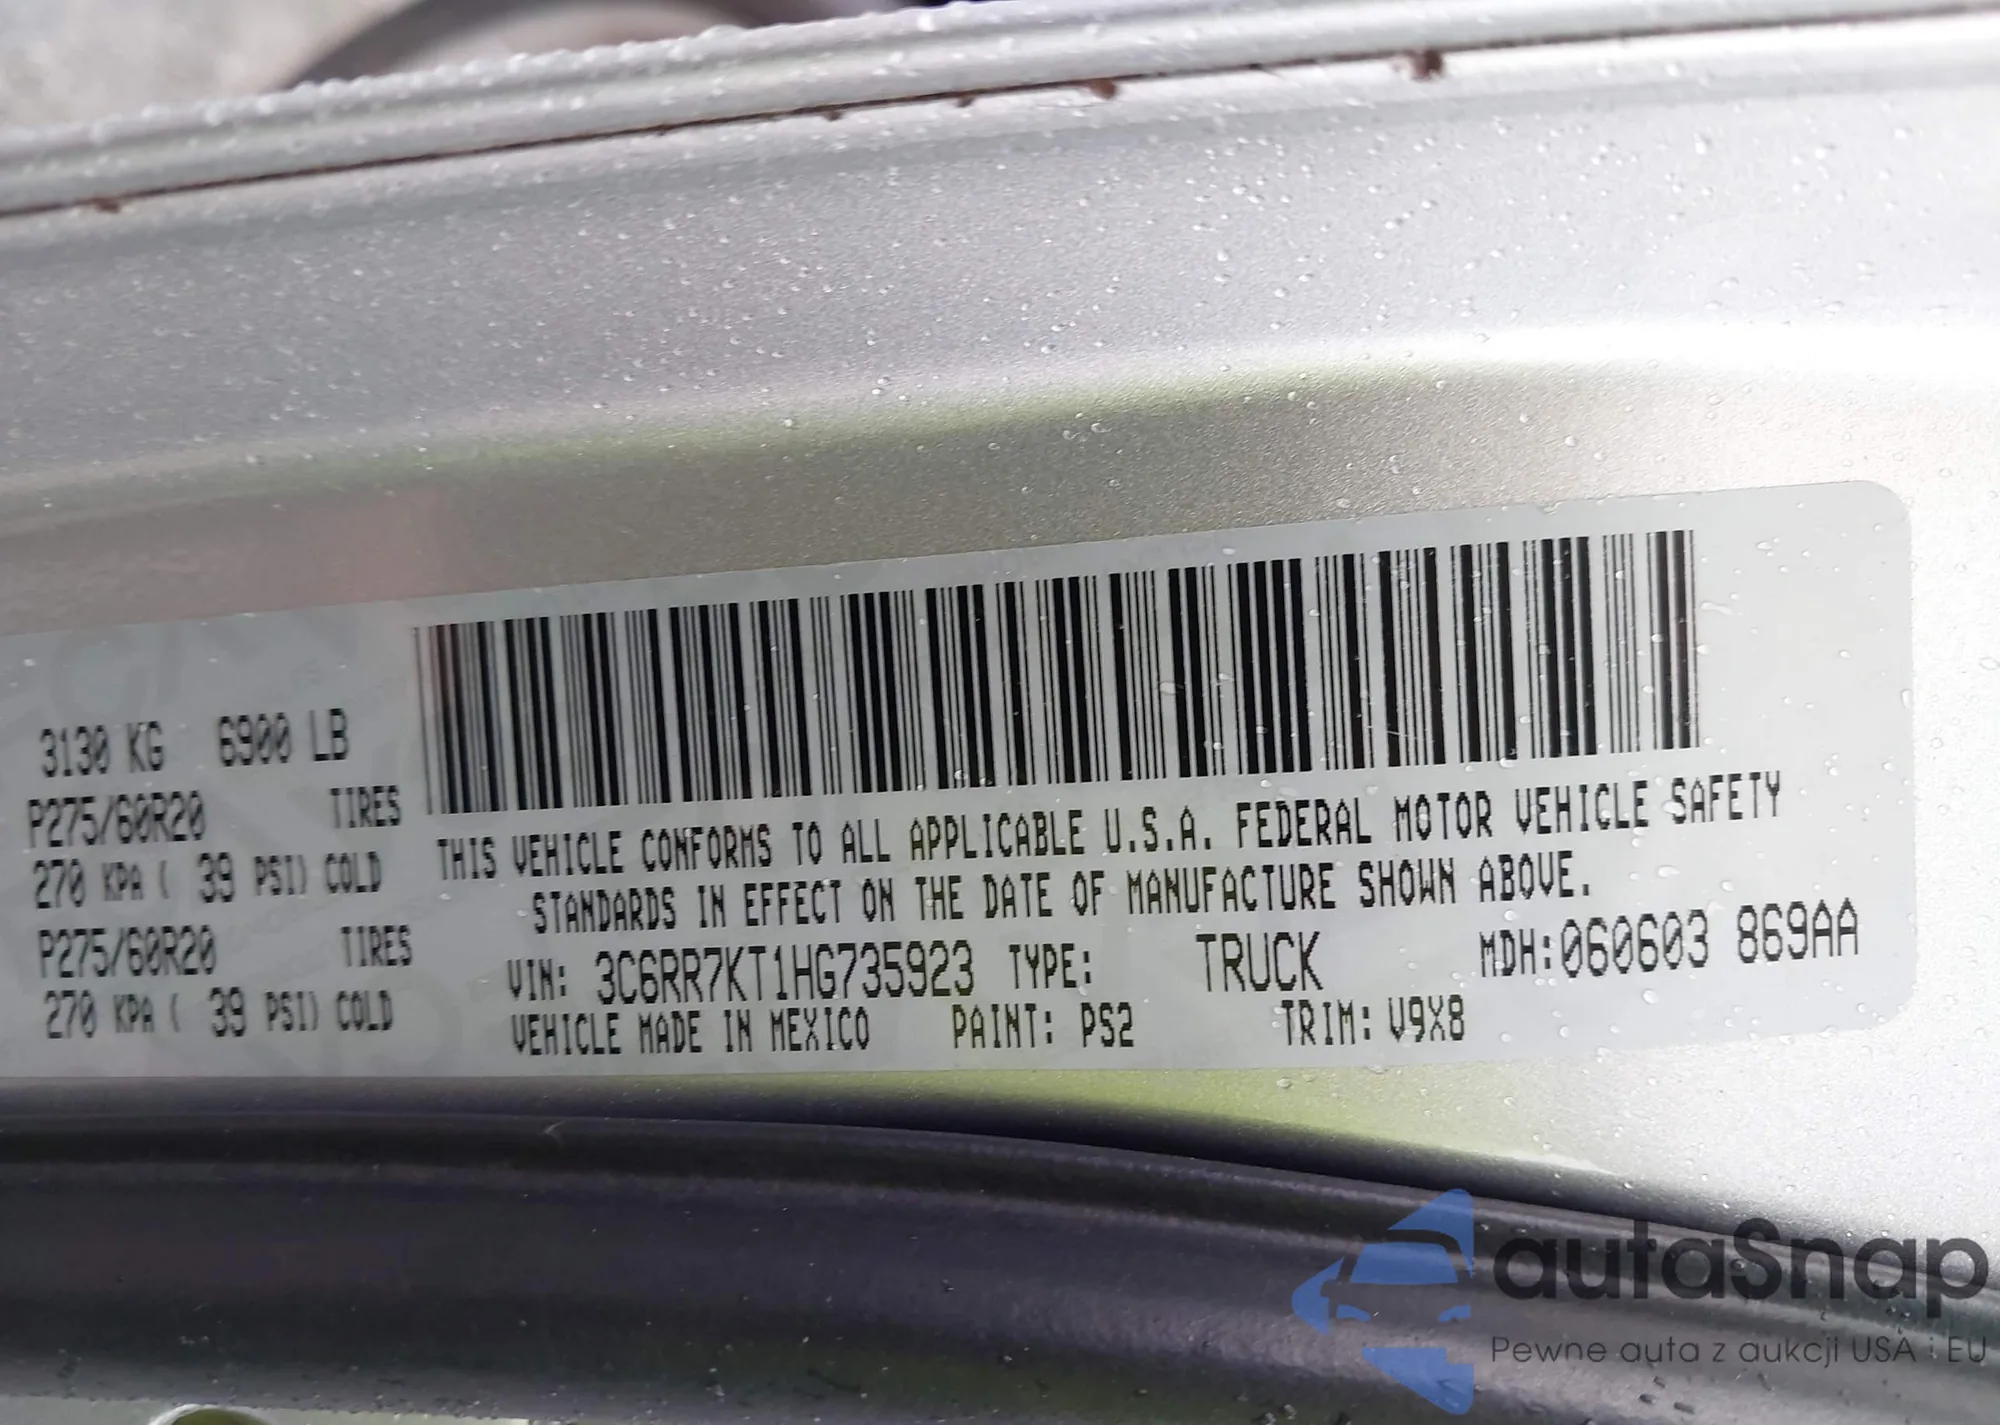 3130 KG 6900 LB
P275/60R20 TIRES
270 KPA ( 39 PSI) COLD
P275/60R20 TIRES
270 KPA ( 39 PSI) COLD
THIS VEHICLE CONFORMS TO ALL APPLICABLE U.S.A. FEDERAL MOTOR VEHICLE SAFETY
STANDARDS IN EFFECT ON THE DATE OF MANUFACTURE SHOWN ABOVE.
VIN: 3C6RR7KT1HG735923 TYPE: TRUCK MDH:060603 869AA
VEHICLE MADE IN MEXICO PAINT: PS2 TRIM: V9X8
autaSnap
Pewne auta z aukcji USA i EU